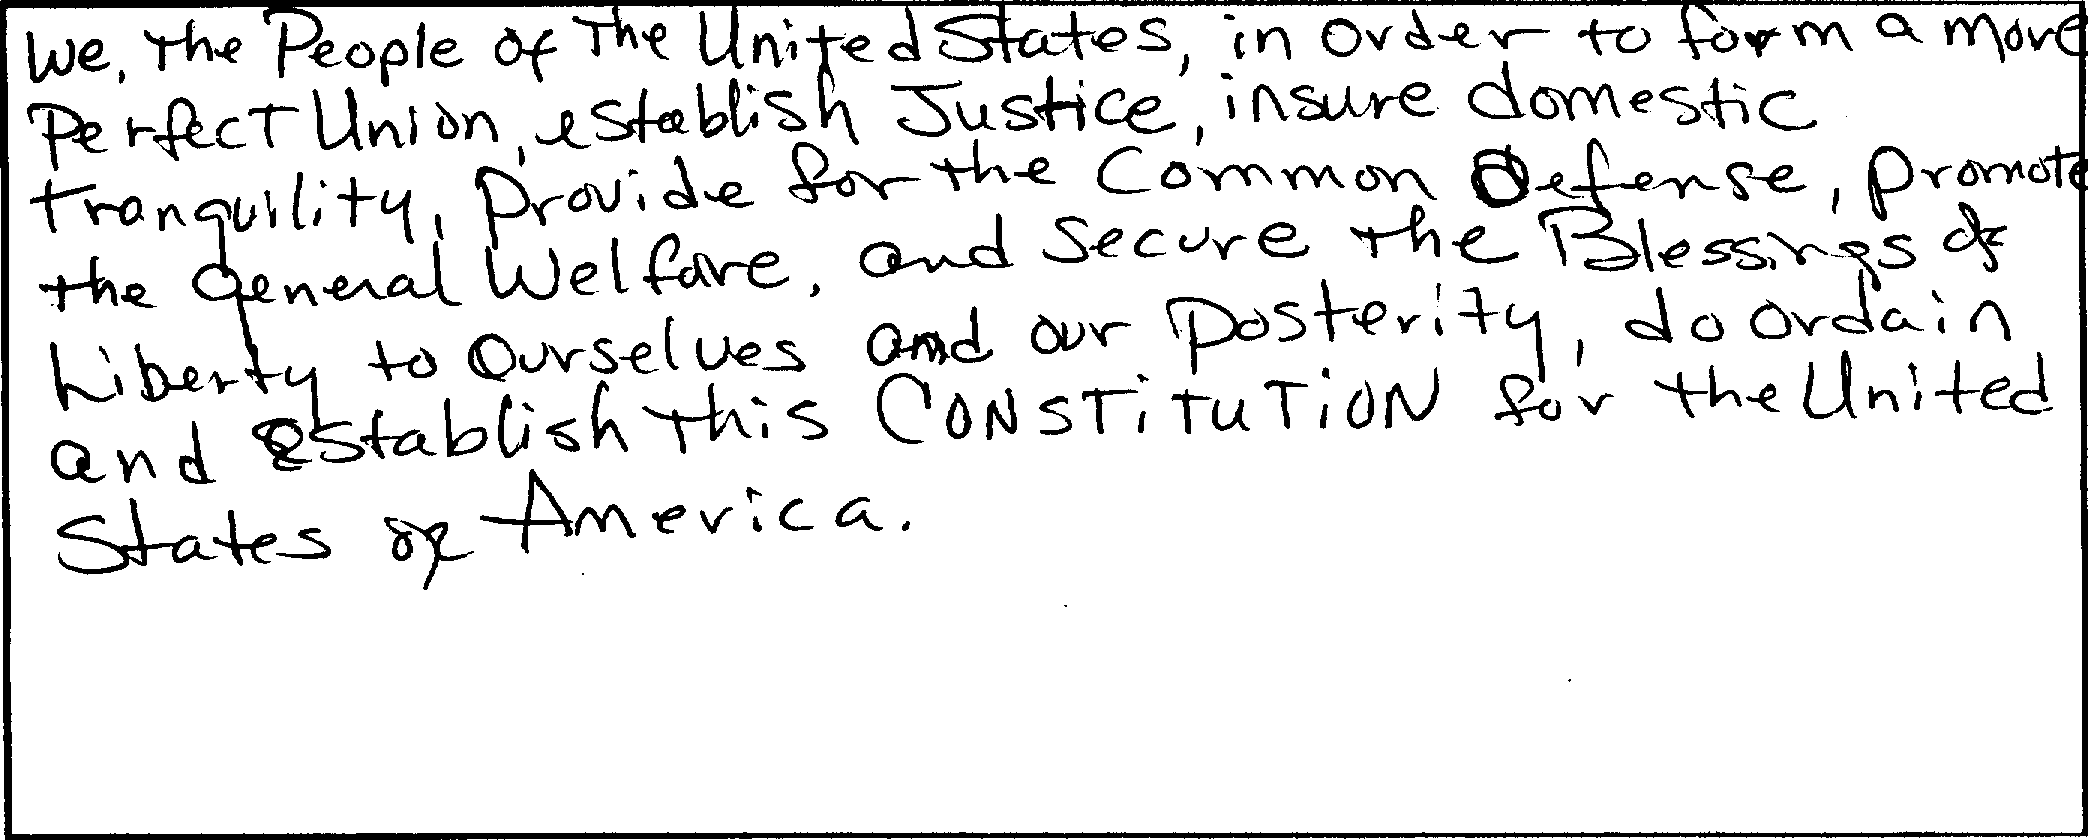 We, the People of The United States, in order to form a more
Perfect Union, establish Justice, insure domestic
tranquility, provide for the Common Defense, promote
the General Welfare, and secure the Blessings of
Liberty to Ourselves and our Posterity, do ordain
and establish this CONSTITUTION for the United
States of America.